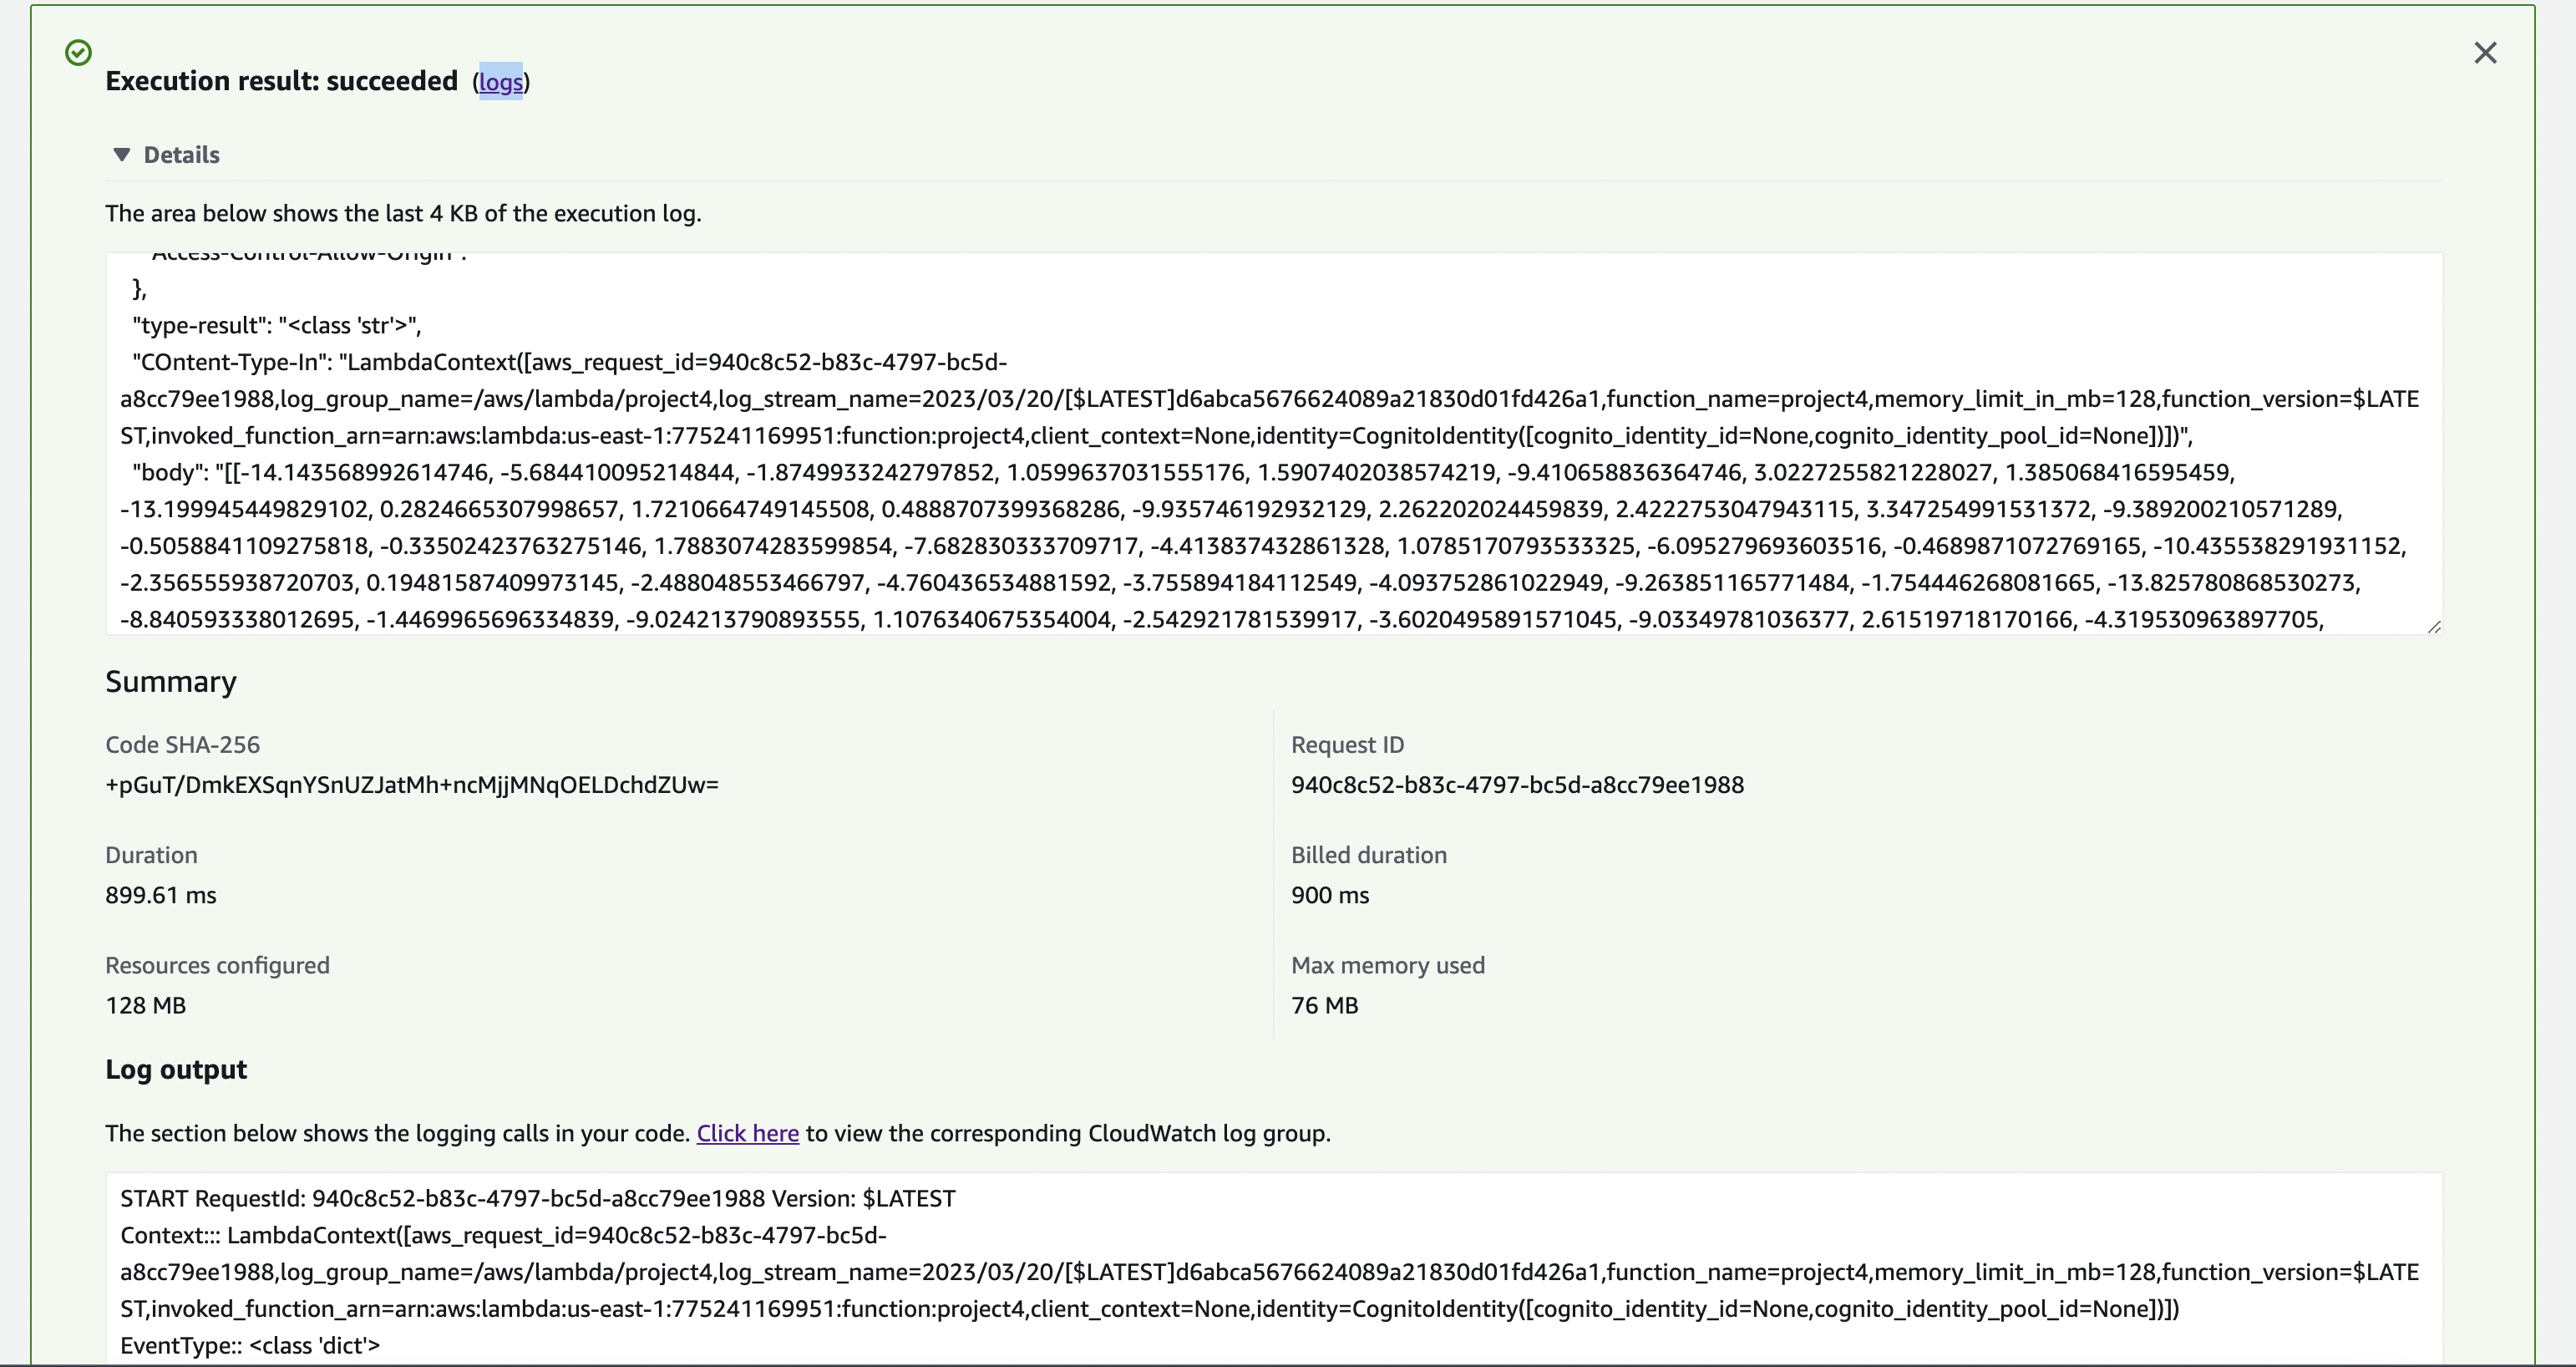 Execution result: succeeded (logs)
Details
The area below shows the last 4 KB of the execution log.
"Access-Control-Allow-Origin":
},
"type-result": "<class 'str'>",
"COntent-Type-In": "LambdaContext([aws_request_id=940c8c52-b83c-4797-bc5d-
a8cc79ee1988,log_group_name=/aws/lambda/project4,log_stream_name=2023/03/20/[$LATEST]d6abca5676624089a21830d01fd426a1,function_name=project4,memory_limit_in_mb=128,function_version=$LATE
ST,invoked_function_arn=arn:aws:lambda:us-east-1:775241169951:function:project4,client_context=None,identity=CognitoIdentity([cognito_identity_id=None,cognito_identity_pool_id=None])])",
"body": "[[-14.143568992614746, -5.684410095214844, -1.8749933242797852, 1.0599637031555176, 1.5907402038574219, -9.410658836364746, 3.0227255821228027, 1.385068416595459,
-13.199945449829102, 0.2824665307998657, 1.7210664749145508, 0.4888707399368286, -9.935746192932129, 2.262202024459839, 2.4222753047943115, 3.347254991531372, -9.389200210571289,
-0.5058841109275818, -0.33502423763275146, 1.7883074283599854, -7.682830333709717, -4.413837432861328, 1.0785170793533325, -6.095279693603516, -0.4689871072769165, -10.435538291931152,
-2.356555938720703, 0.19481587409973145, -2.488048553466797, -4.760436534881592, -3.755894184112549, -4.093752861022949, -9.263851165771484, -1.754446268081665, -13.825780868530273,
-8.840593338012695, -1.4469965696334839, -9.024213790893555, 1.1076340675354004, -2.542921781539917, -3.6020495891571045, -9.03349781036377, 2.61519718170166, -4.319530963897705,
Summary
Code SHA-256
+pGuT/DmkEXSqnYSnUZJatMh+ncMjjMNqOELDchdZUw=
Request ID
940c8c52-b83c-4797-bc5d-a8cc79ee1988
Duration
899.61 ms
Billed duration
900 ms
Resources configured
128 MB
Max memory used
76 MB
Log output
The section below shows the logging calls in your code. Click here to view the corresponding CloudWatch log group.
START RequestId: 940c8c52-b83c-4797-bc5d-a8cc79ee1988 Version: $LATEST
Context::: LambdaContext([aws_request_id=940c8c52-b83c-4797-bc5d-
a8cc79ee1988,log_group_name=/aws/lambda/project4,log_stream_name=2023/03/20/[$LATEST]d6abca5676624089a21830d01fd426a1,function_name=project4,memory_limit_in_mb=128,function_version=$LATE
ST,invoked_function_arn=arn:aws:lambda:us-east-1:775241169951:function:project4,client_context=None,identity=CognitoIdentity([cognito_identity_id=None,cognito_identity_pool_id=None])])
EventType:: <class 'dict'>